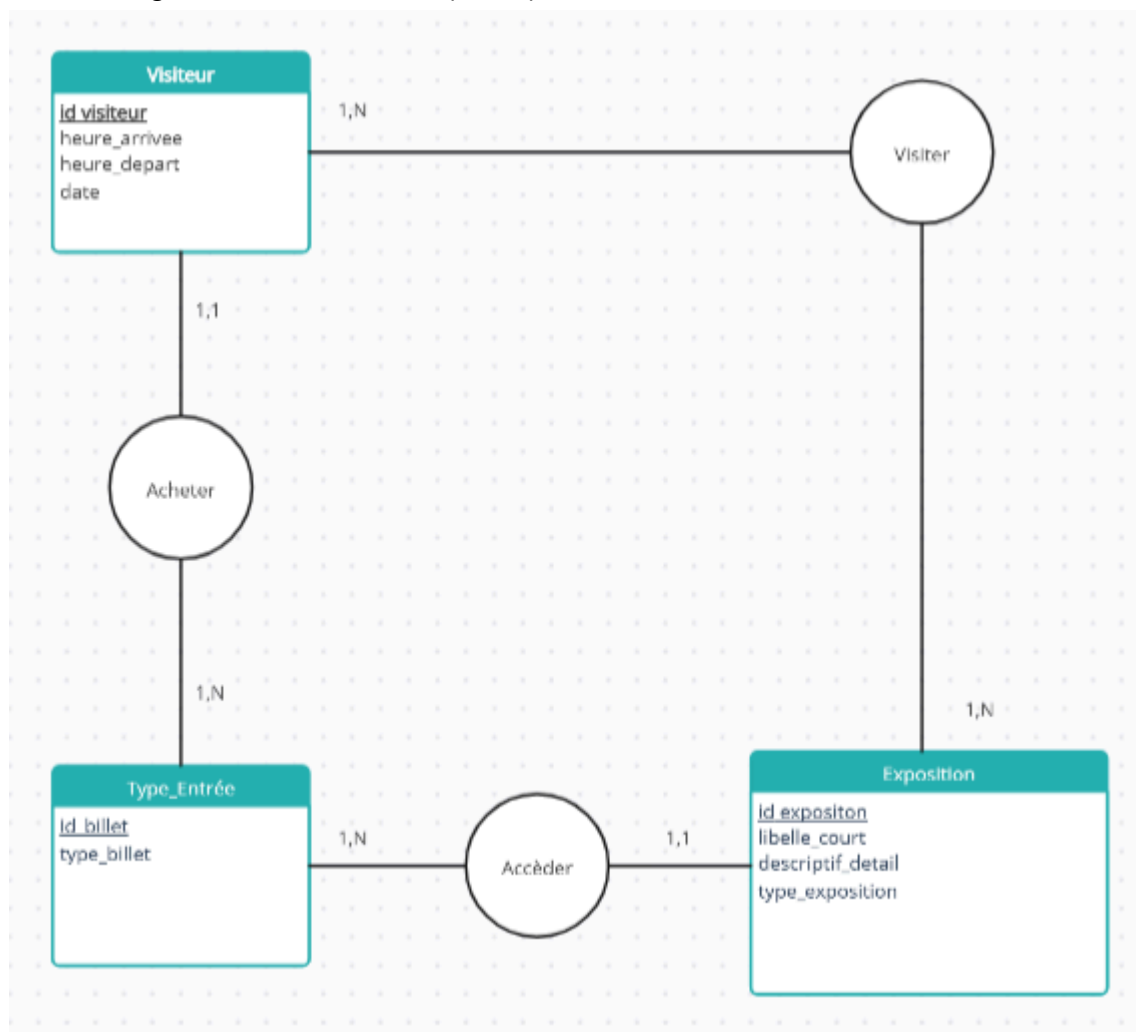 Visiteur
id visiteur
heure_arrivee
heure_depart
date
1,N
Visiter
1,1
Acheter
1,N
1,N
Type_Entrée
id_billet
type_billet
1,N
Accèder
1,1
Exposition
id expositon
libelle_court
descriptif_detail
type_exposition